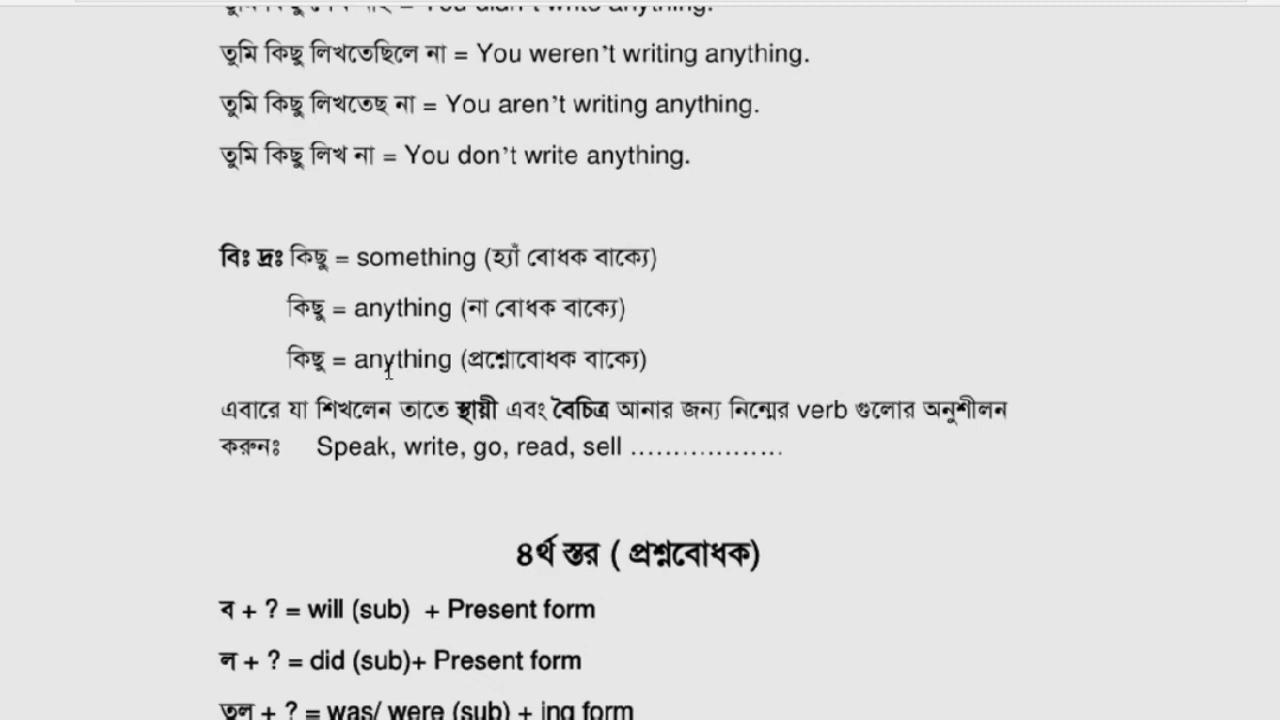 তুমি কিছু লিখতেছিলে না = You weren't writing anything.
তুমি কিছু লিখতেছ না = You aren't writing anything.
তুমি কিছু লিখ না = You don't write anything.
বিঃ দ্রঃ কিছু = something (হ্যাঁ বোধক বাক্যে)
কিছু = anything (না বোধক বাক্যে)
কিছু = anything (প্রশ্নোবোধক বাক্যে)
এবারে যা শিখলেন তাতে স্থায়ী এবং বৈচিত্র আনার জন্য নিন্মের verb গুলোর অনুশীলন
করুনঃ Speak, write, go, read, sell ...................
৪র্থ স্তর ( প্রশ্নবোধক)
ব + ? = will (sub) + Present form
ল + ? = did (sub)+ Present form
তুল + ? = was/ were (sub) + ing form